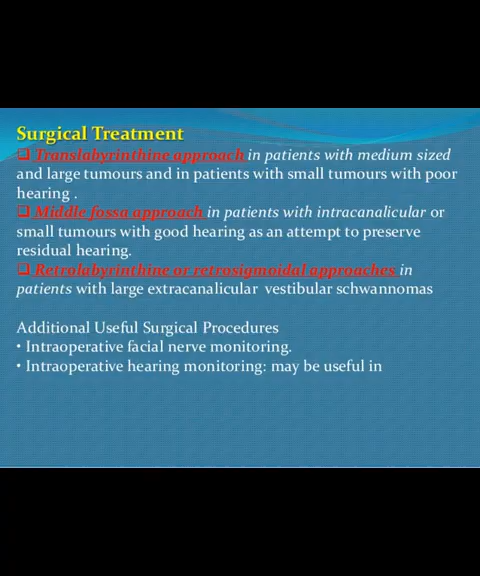 Surgical Treatment
❑ Translabyrinthine approach in patients with medium sized
and large tumours and in patients with small tumours with poor
hearing .
❑ Middle fossa approach in patients with intracanalicular or
small tumours with good hearing as an attempt to preserve
residual hearing.
❑ Retrolabyrinthine or retrosigmoidal approaches in
patients with large extracanalicular vestibular schwannomas
Additional Useful Surgical Procedures
• Intraoperative facial nerve monitoring.
• Intraoperative hearing monitoring: may be useful in